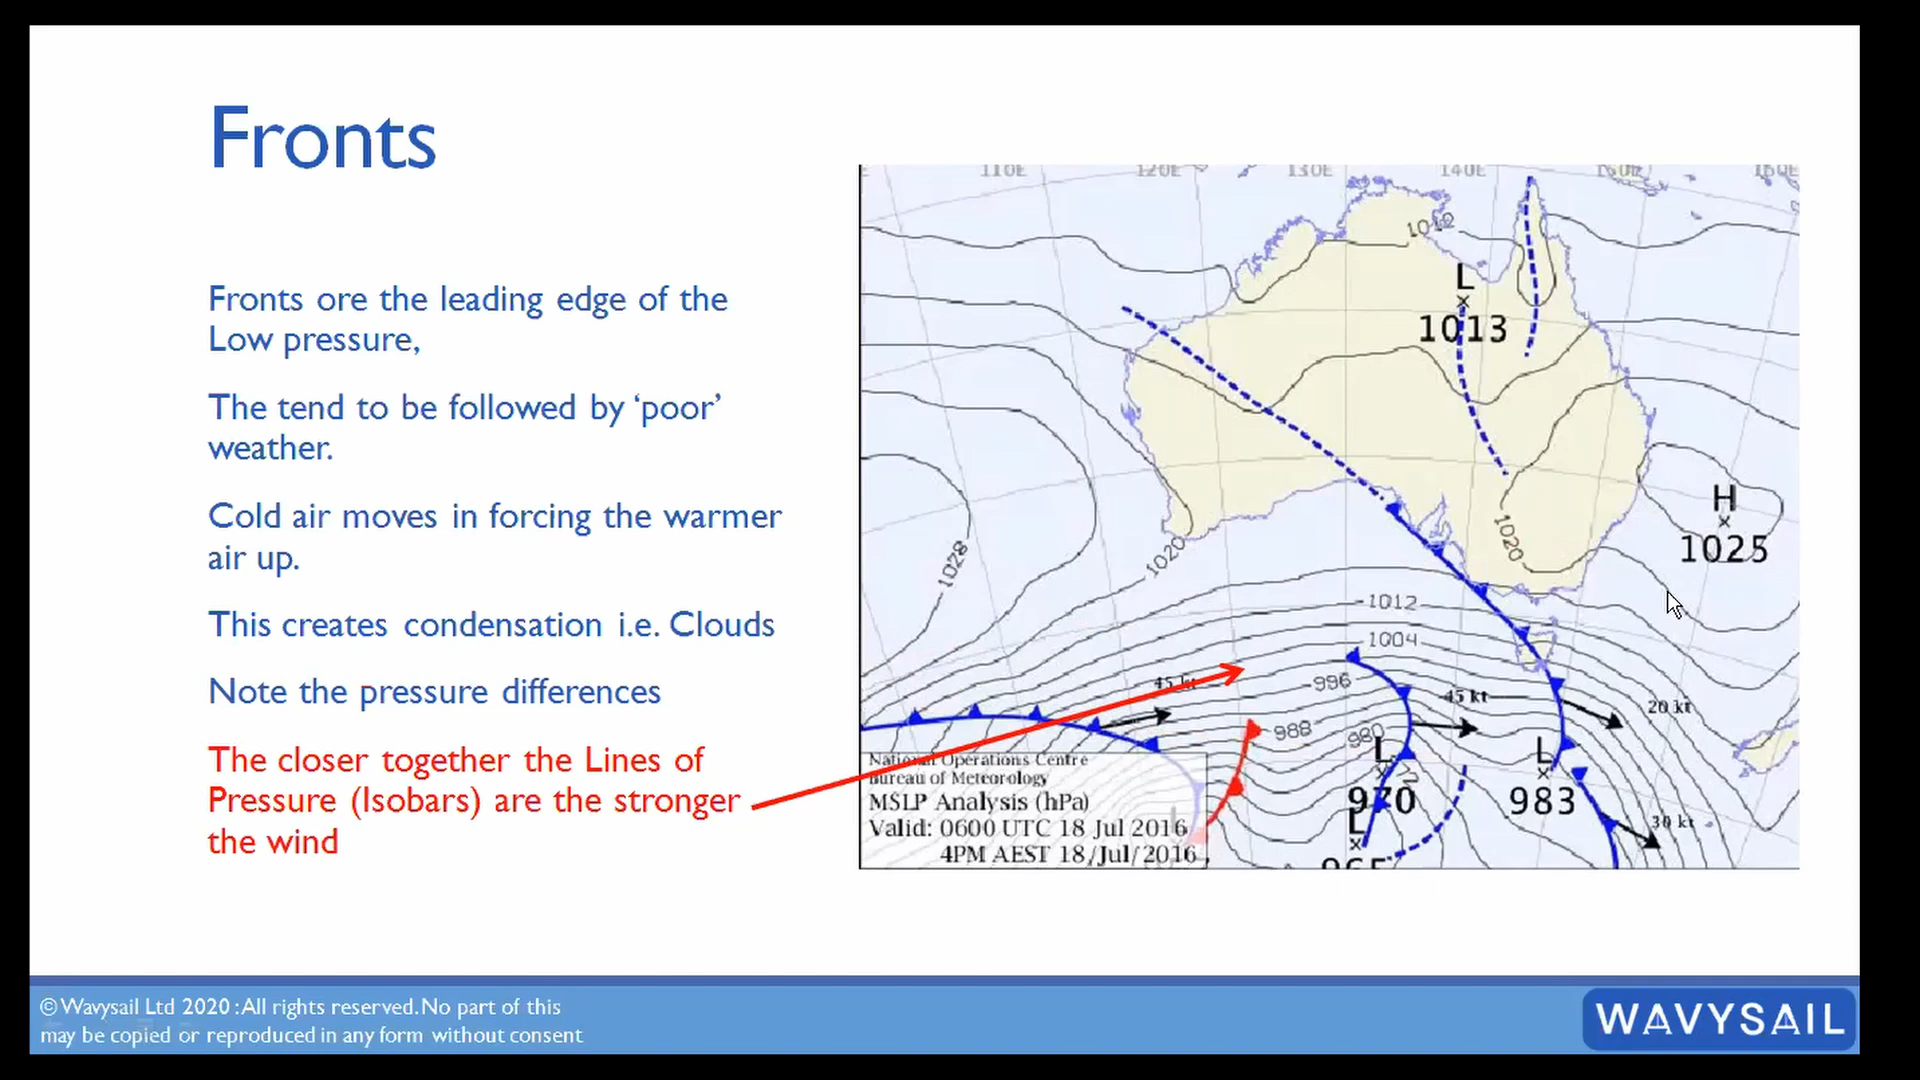 Fronts
Fronts ore the leading edge of the
Low pressure,
The tend to be followed by ‘poor’
weather.
Cold air moves in forcing the warmer
air up.
This creates condensation i.e. Clouds
Note the pressure differences
The closer together the Lines of
Pressure (Isobars) are the stronger
the wind
110E 120E 130E 140E 150E 160E
1012
L
1013
H
1025
1028
1020
1020
1012
1004
996
45 kt
45 kt
20 kt
988
980
L
970
L
983
30 kt
L
965
National Operations Centre
Bureau of Meteorology
MSLP Analysis (hPa)
Valid: 0600 UTC 18 Jul 2016
4PM AEST 18/Jul/2016
© Wavysail Ltd 2020 : All rights reserved. No part of this
may be copied or reproduced in any form without consent
WAVYSAIL